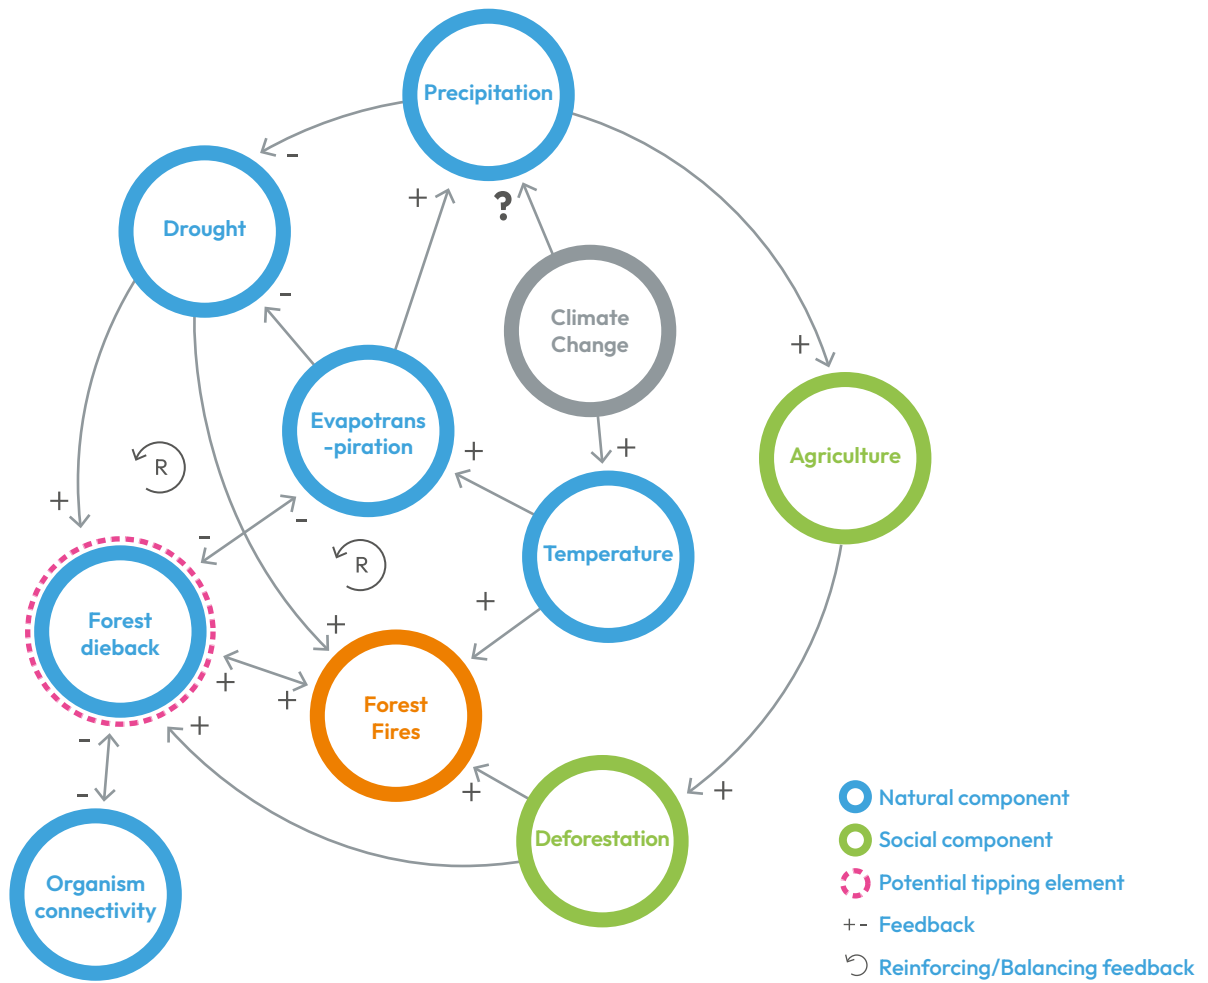 Precipitation
-
+
?
Drought
-
Climate
Change
+
Evapotrans
-piration
+
+
Agriculture
R
+
-
-
R
Temperature
+
+
Forest
dieback
+
+
Forest
Fires
+
-
-
+
+
Deforestation
Organism
connectivity
Natural component
Social component
Potential tipping element
+ - Feedback
Reinforcing/Balancing feedback